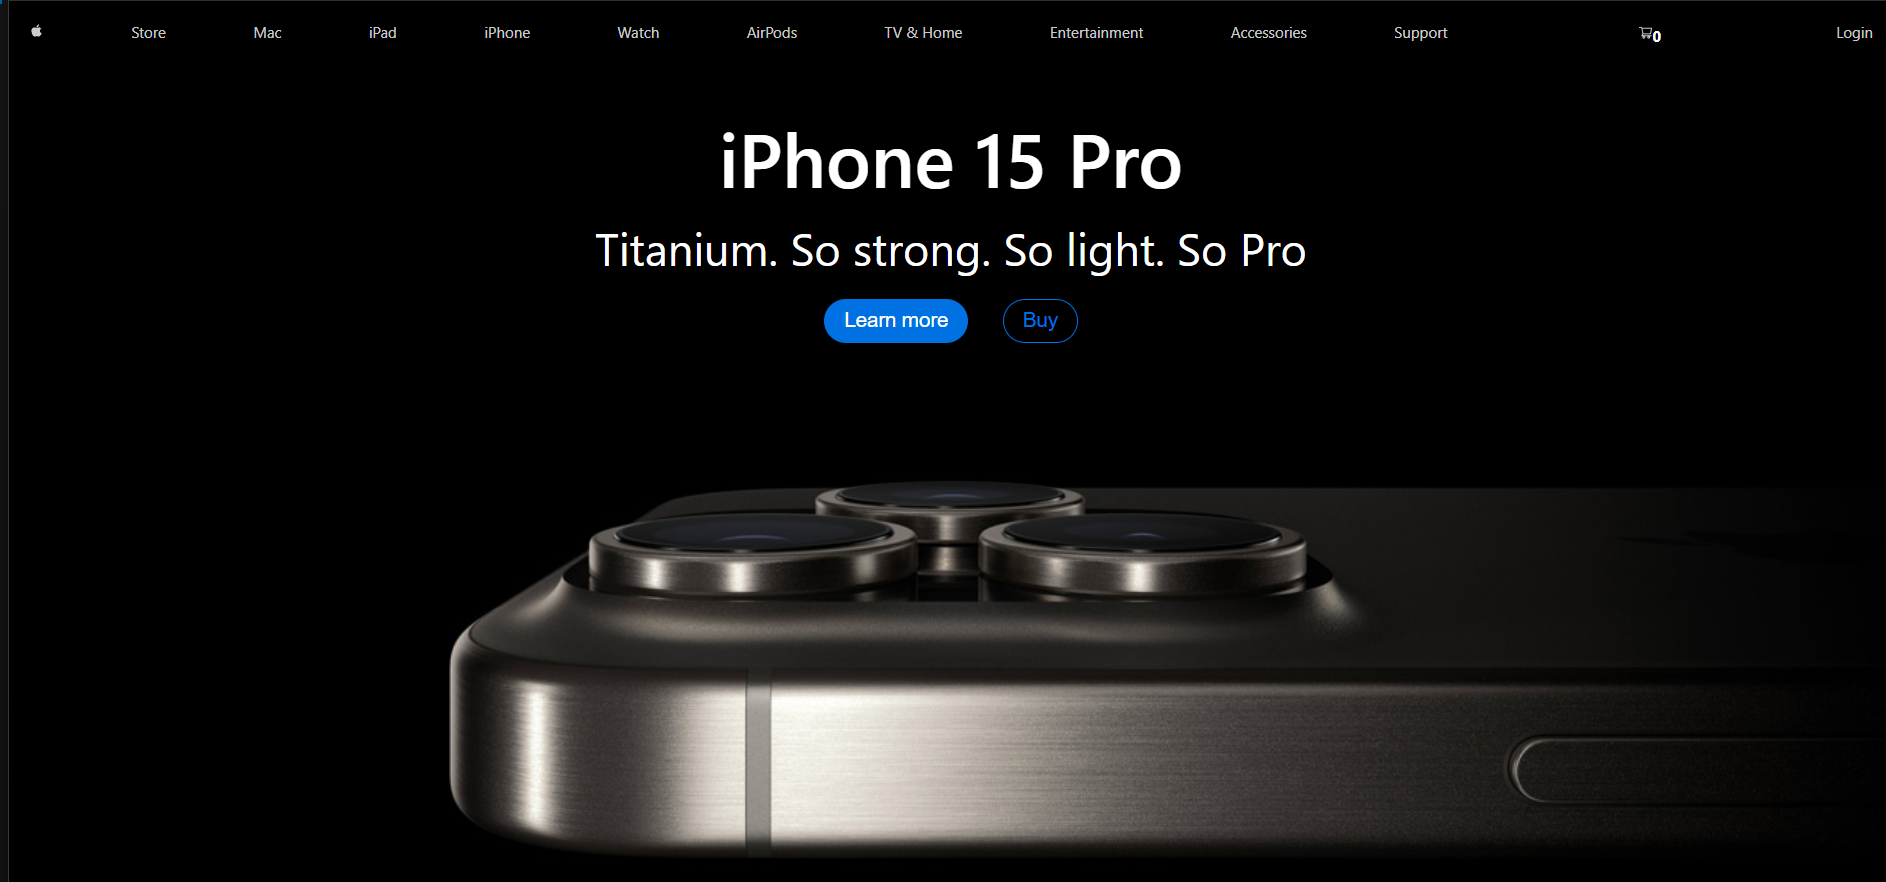 Store Mac iPad iPhone Watch AirPods TV & Home Entertainment Accessories Support 0 Login
iPhone 15 Pro
Titanium. So strong. So light. So Pro
Learn more Buy